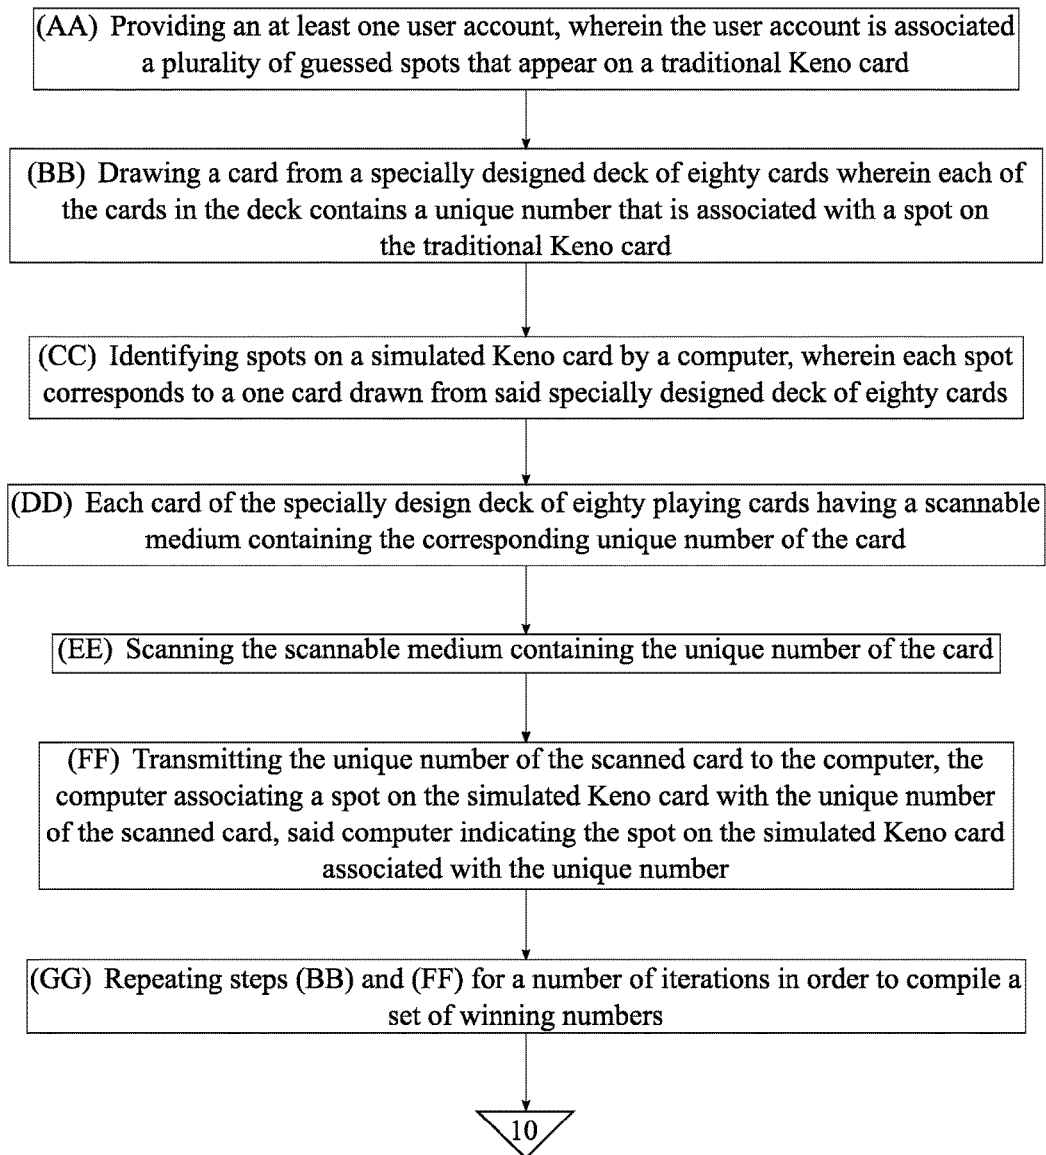 (AA) Providing an at least one user account, wherein the user account is associated
a plurality of guessed spots that appear on a traditional Keno card
(BB) Drawing a card from a specially designed deck of eighty cards wherein each of
the cards in the deck contains a unique number that is associated with a spot on
the traditional Keno card
(CC) Identifying spots on a simulated Keno card by a computer, wherein each spot
corresponds to a one card drawn from said specially designed deck of eighty cards
(DD) Each card of the specially design deck of eighty playing cards having a scannable
medium containing the corresponding unique number of the card
(EE) Scanning the scannable medium containing the unique number of the card
(FF) Transmitting the unique number of the scanned card to the computer, the
computer associating a spot on the simulated Keno card with the unique number
of the scanned card, said computer indicating the spot on the simulated Keno card
associated with the unique number
(GG) Repeating steps (BB) and (FF) for a number of iterations in order to compile a
set of winning numbers
10